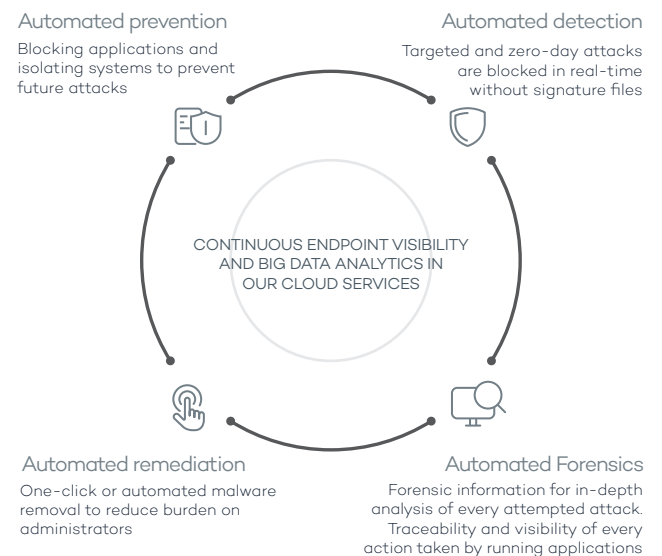 Automated prevention
Blocking applications and
isolating systems to prevent
future attacks
Automated detection
Targeted and zero-day attacks
are blocked in real-time
without signature files
CONTINUOUS ENDPOINT VISIBILITY
AND BIG DATA ANALYTICS IN
OUR CLOUD SERVICES
Automated remediation
One-click or automated malware
removal to reduce burden on
administrators
Automated Forensics
Forensic information for in-depth
analysis of every attempted attack.
Traceability and visibility of every
action taken by running applications